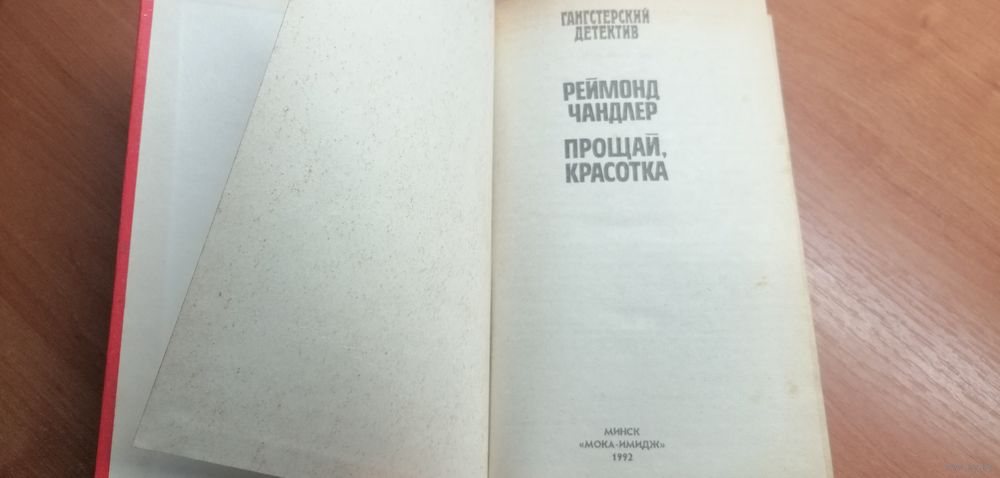 ГАНГСТЕРСКИЙ
ДЕТЕКТИВ
РЕЙМОНД
ЧАНДЛЕР
ПРОЩАЙ,
КРАСОТКА
МИНСК
«МОКА-ИМИДЖ»
1992